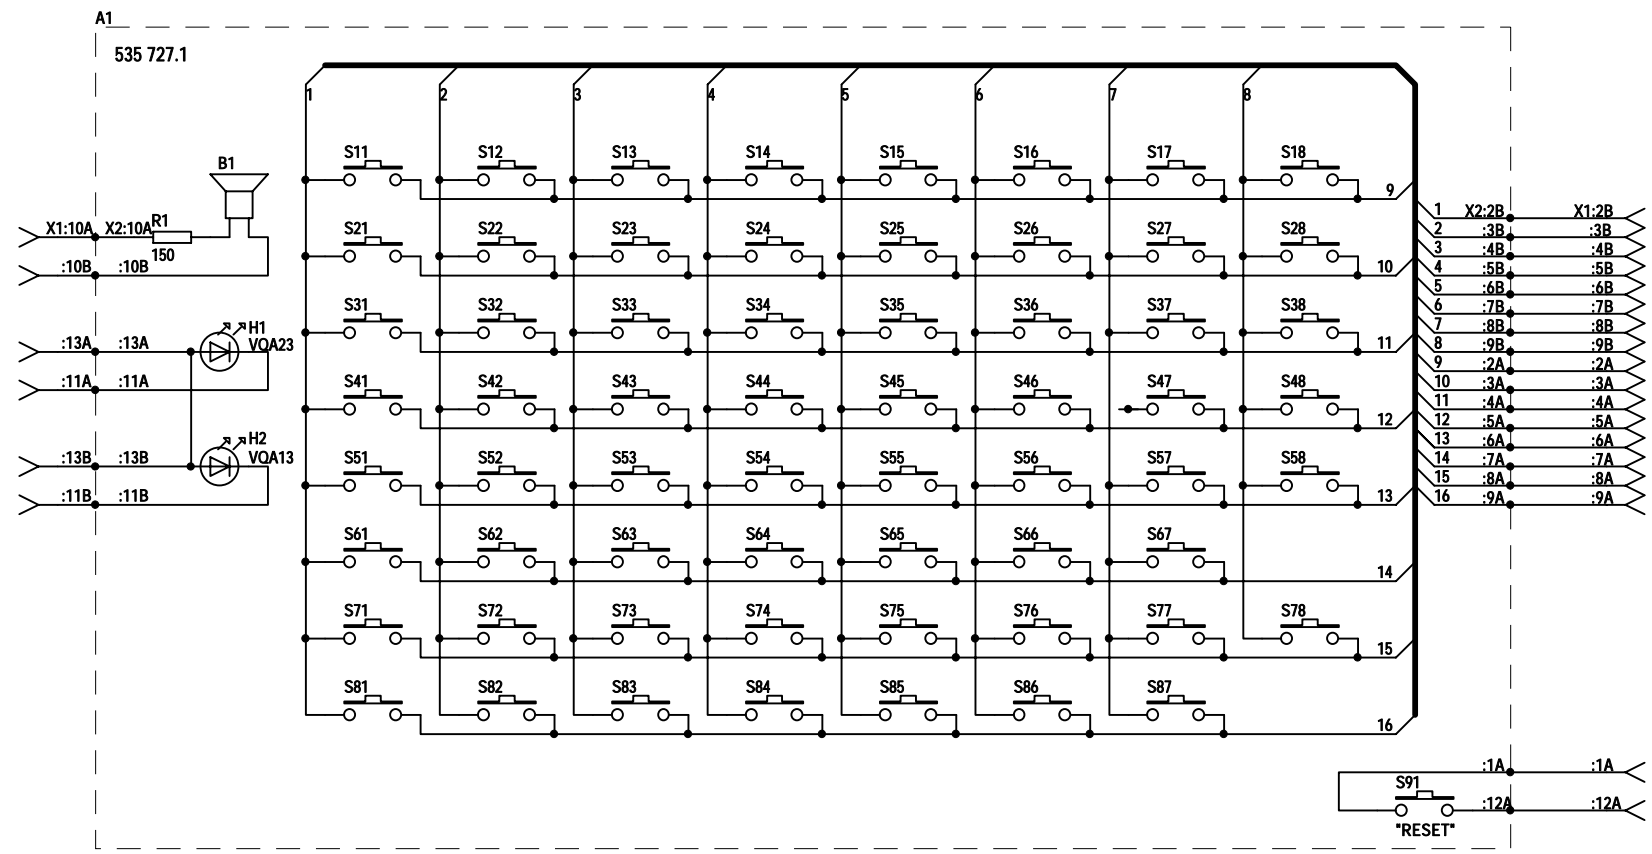 A1
535 727.1
1 2 3 4 5 6 7 8
S11 S12 S13 S14 S15 S16 S17 S18
B1
9
1 X2:2B X1:2B
X1:10A X2:10A R1
150
S21 S22 S23 S24 S25 S26 S27 S28
2 :3B :3B
3 :4B :4B
:10B :10B
10
4 :5B :5B
5 :6B :6B
S31 S32 S33 S34 S35 S36 S37 S38
6 :7B :7B
H1
VQA23
7 :8B :8B
:13A :13A
11
8 :9B :9B
9 :2A :2A
:11A :11A
S41 S42 S43 S44 S45 S46 S47 S48
10 :3A :3A
11 :4A :4A
12
12 :5A :5A
H2
VQA13
13 :6A :6A
:13B :13B
S51 S52 S53 S54 S55 S56 S57 S58
14 :7A :7A
15 :8A :8A
:11B :11B
13
16 :9A :9A
S61 S62 S63 S64 S65 S66 S67
14
S71 S72 S73 S74 S75 S76 S77 S78
15
S81 S82 S83 S84 S85 S86 S87
16
:1A :1A
S91
:12A :12A
"RESET"